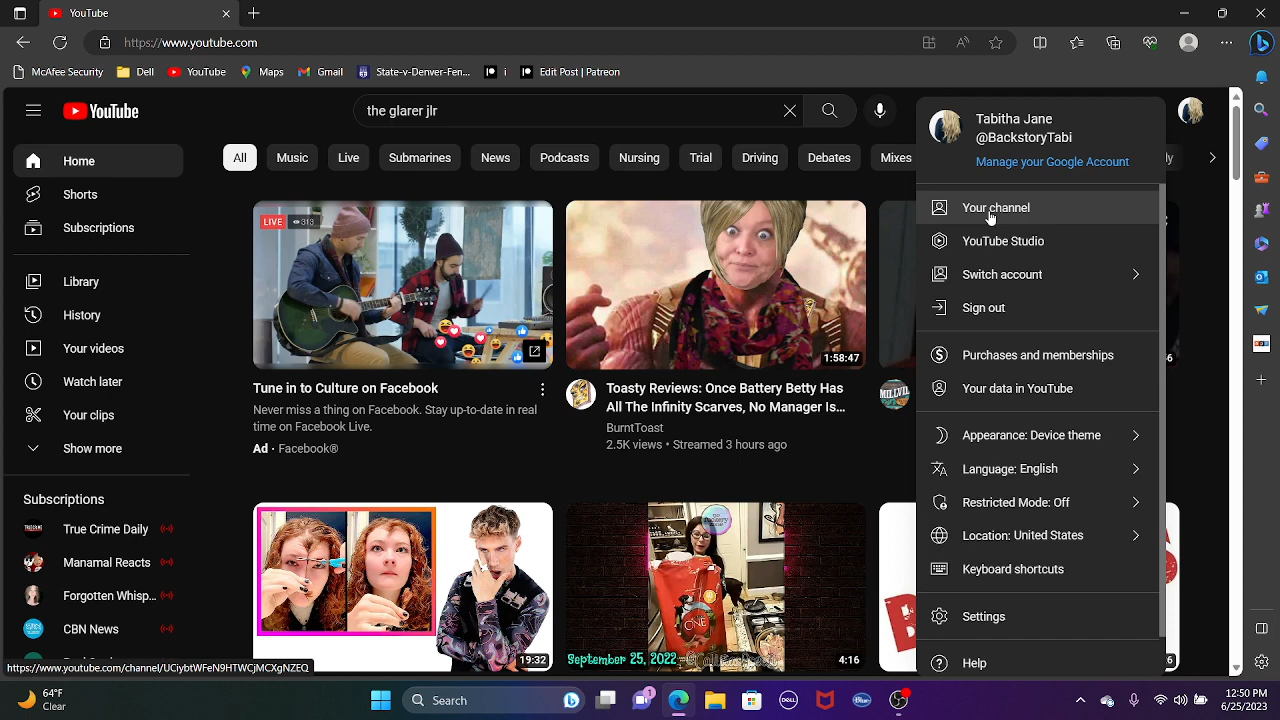 YouTube
https://www.youtube.com
McAfee Security
Dell
YouTube
Maps
Gmail
State-v-Denver-Fen...
i
Edit Post | Patreon
YouTube
the glarer jlr
Home
Shorts
Subscriptions
Library
History
Your videos
Watch later
Your clips
Show more
Subscriptions
True Crime Daily
Manamal Reacts
Forgotten Whisp...
CBN News
All
Music
Live
Submarines
News
Podcasts
Nursing
Trial
Driving
Debates
Mixes
LIVE
313
Tune in to Culture on Facebook
Never miss a thing on Facebook. Stay up-to-date in real
time on Facebook Live.
Ad · Facebook®
1:58:47
Toasty Reviews: Once Battery Betty Has
All The Infinity Scarves, No Manager Is...
BurntToast
2.5K views • Streamed 3 hours ago
19:32
September 25, 2022
4:16
Tabitha Jane
@BackstoryTabi
Manage your Google Account
Your channel
YouTube Studio
Switch account
Sign out
Purchases and memberships
Your data in YouTube
Appearance: Device theme
Language: English
Restricted Mode: Off
Location: United States
Keyboard shortcuts
Settings
Help
https://www.youtube.com/channel/UCiybtWFeN9HTWCjMCXgNZEQ
64°F
Clear
Search
1
DELL
12:50 PM
6/25/2023